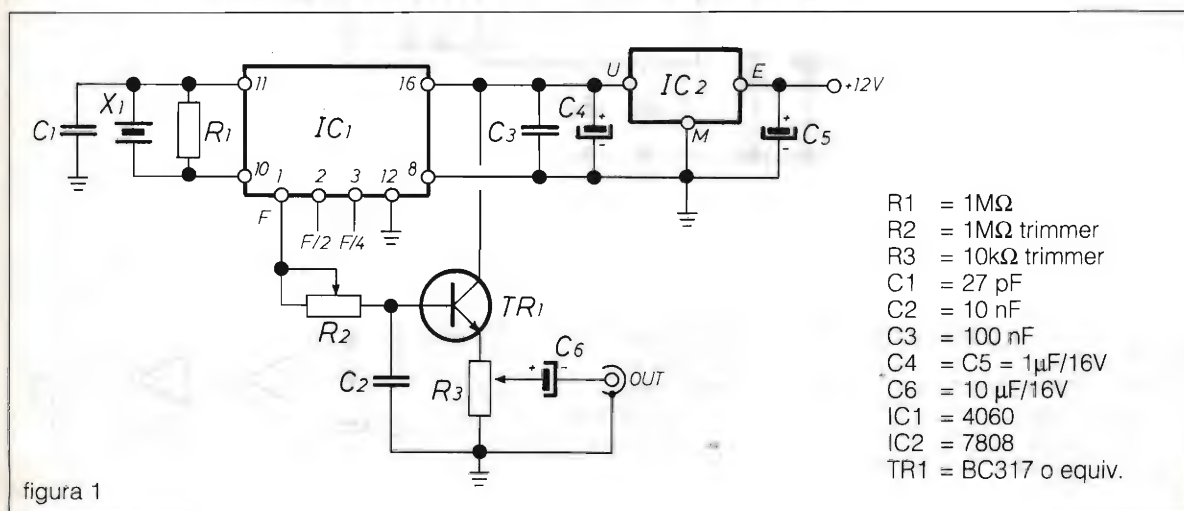 U
E
+12V
11
16
IC2
X1
C4
+
+
C1
R1
IC1
C3
-
M
C5
-
10
1
2
3
12
8
F
F/2
F/4
R2
TR1
C2
R3
C6
+
-
OUT
R1 = 1MΩ
R2 = 1MΩ trimmer
R3 = 10kΩ trimmer
C1 = 27 pF
C2 = 10 nF
C3 = 100 nF
C4 = C5 = 1µF/16V
C6 = 10 µF/16V
IC1 = 4060
IC2 = 7808
TR1 = BC317 o equiv.
figura 1